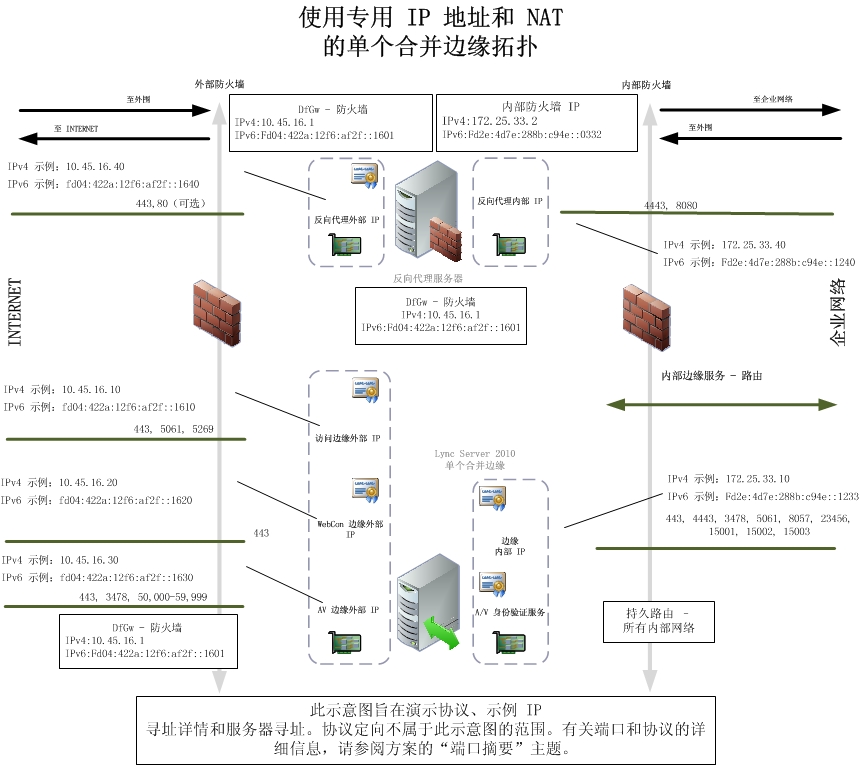 使用专用 IP 地址和 NAT
的单个合并边缘拓扑
外部防火墙
内部防火墙
至外围
至 INTERNET
DfGw - 防火墙
IPv4:10.45.16.1
IPv6:Fd04:422a:12f6:af2f::1601
内部防火墙 IP
IPv4:172.25.33.2
IPv6:Fd2e:4d7e:288b:c94e::0332
至企业网络
至外围
IPv4 示例：10.45.16.40
IPv6 示例：fd04:422a:12f6:af2f::1640
443,80（可选）
反向代理外部 IP
反向代理内部 IP
4443, 8080
IPv4 示例：172.25.33.40
IPv6 示例：Fd2e:4d7e:288b:c94e::1240
反向代理服务器
DfGw - 防火墙
IPv4:10.45.16.1
IPv6:Fd04:422a:12f6:af2f::1601
INTERNET
企业网络
内部边缘服务 - 路由
IPv4 示例：10.45.16.10
IPv6 示例：fd04:422a:12f6:af2f::1610
443, 5061, 5269
访问边缘外部 IP
Lync Server 2010
单个合并边缘
IPv4 示例：10.45.16.20
IPv6 示例：fd04:422a:12f6:af2f::1620
443
WebCon 边缘外部
IP
IPv4 示例：172.25.33.10
IPv6 示例：Fd2e:4d7e:288b:c94e::1233
443, 4443, 3478, 5061, 8057, 23456,
15001, 15002, 15003
边缘
内部 IP
IPv4 示例：10.45.16.30
IPv6 示例：fd04:422a:12f6:af2f::1630
443, 3478, 50,000-59,999
AV 边缘外部 IP
A/V 身份验证服务
DfGw - 防火墙
IPv4:10.45.16.1
IPv6:Fd04:422a:12f6:af2f::1601
持久路由 -
所有内部网络
此示意图旨在演示协议、示例 IP
寻址详情和服务器寻址。协议定向不属于此示意图的范围。有关端口和协议的详
细信息，请参阅方案的“端口摘要”主题。